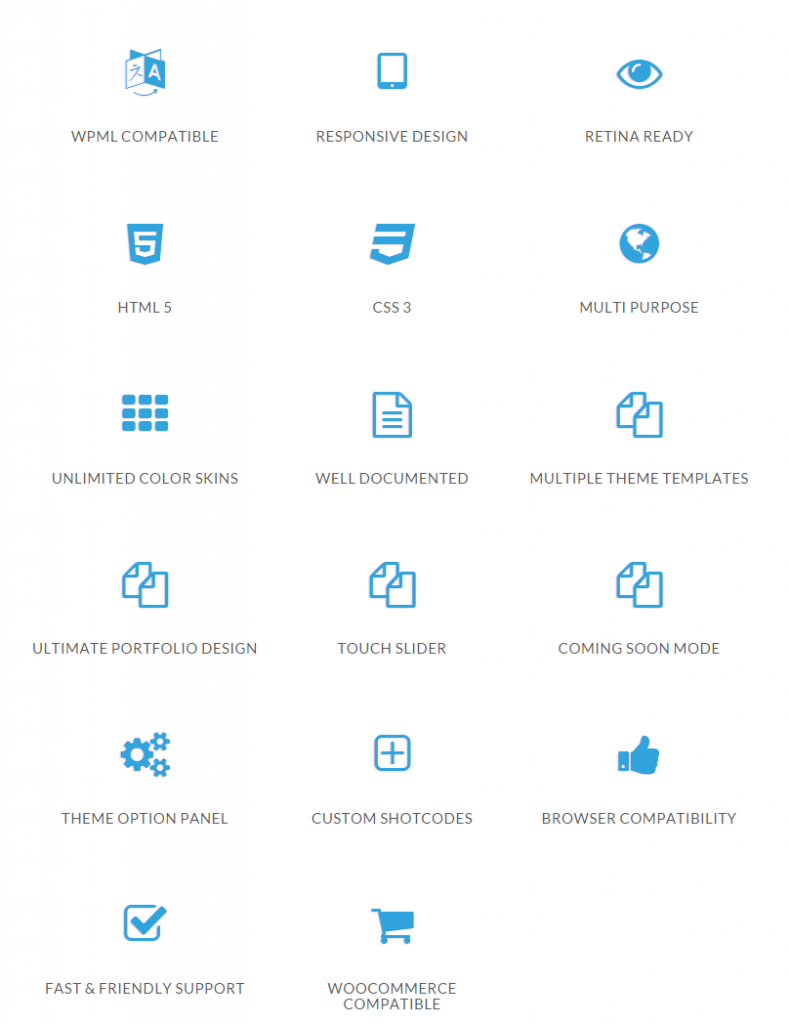 WPML COMPATIBLE
RESPONSIVE DESIGN
RETINA READY
HTML 5
CSS 3
MULTI PURPOSE
UNLIMITED COLOR SKINS
WELL DOCUMENTED
MULTIPLE THEME TEMPLATES
ULTIMATE PORTFOLIO DESIGN
TOUCH SLIDER
COMING SOON MODE
THEME OPTION PANEL
CUSTOM SHOTCODES
BROWSER COMPATIBILITY
FAST & FRIENDLY SUPPORT
WOOCOMMERCE
COMPATIBLE